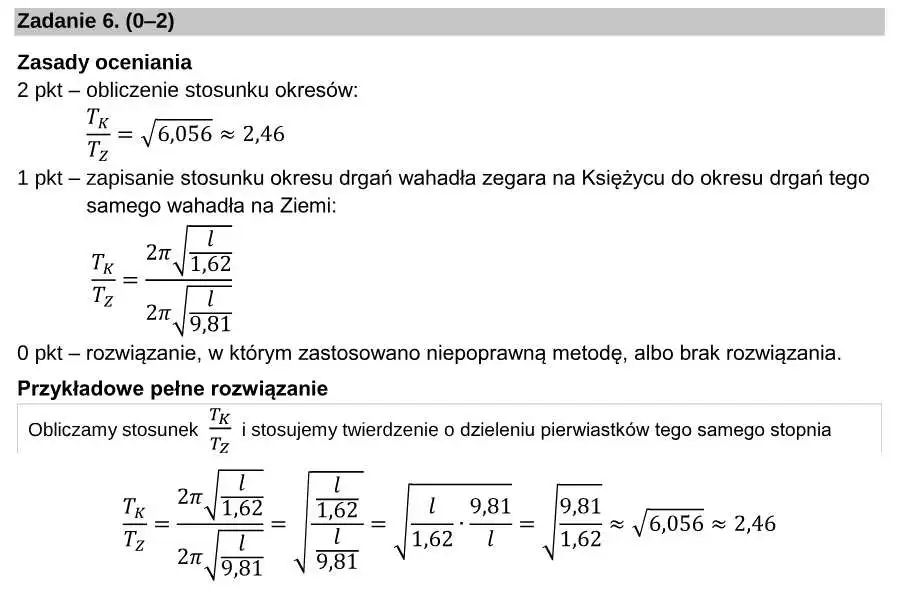 Zadanie 6. (0–2)
Zasady oceniania
2 pkt – obliczenie stosunku okresów:
T_K/T_Z = √6,056 ≈ 2,46
1 pkt – zapisanie stosunku okresu drgań wahadła zegara na Księżycu do okresu drgań tego
samego wahadła na Ziemi:
T_K/T_Z = (2π√(l/1,62))/(2π√(l/9,81))
0 pkt – rozwiązanie, w którym zastosowano niepoprawną metodę, albo brak rozwiązania.
Przykładowe pełne rozwiązanie
Obliczamy stosunek T_K/T_Z i stosujemy twierdzenie o dzieleniu pierwiastków tego samego stopnia
T_K/T_Z = (2π√(l/1,62))/(2π√(l/9,81)) = √((l/1,62)/(l/9,81)) = √(l/1,62 · 9,81/l) = √(9,81/1,62) ≈ √6,056 ≈ 2,46